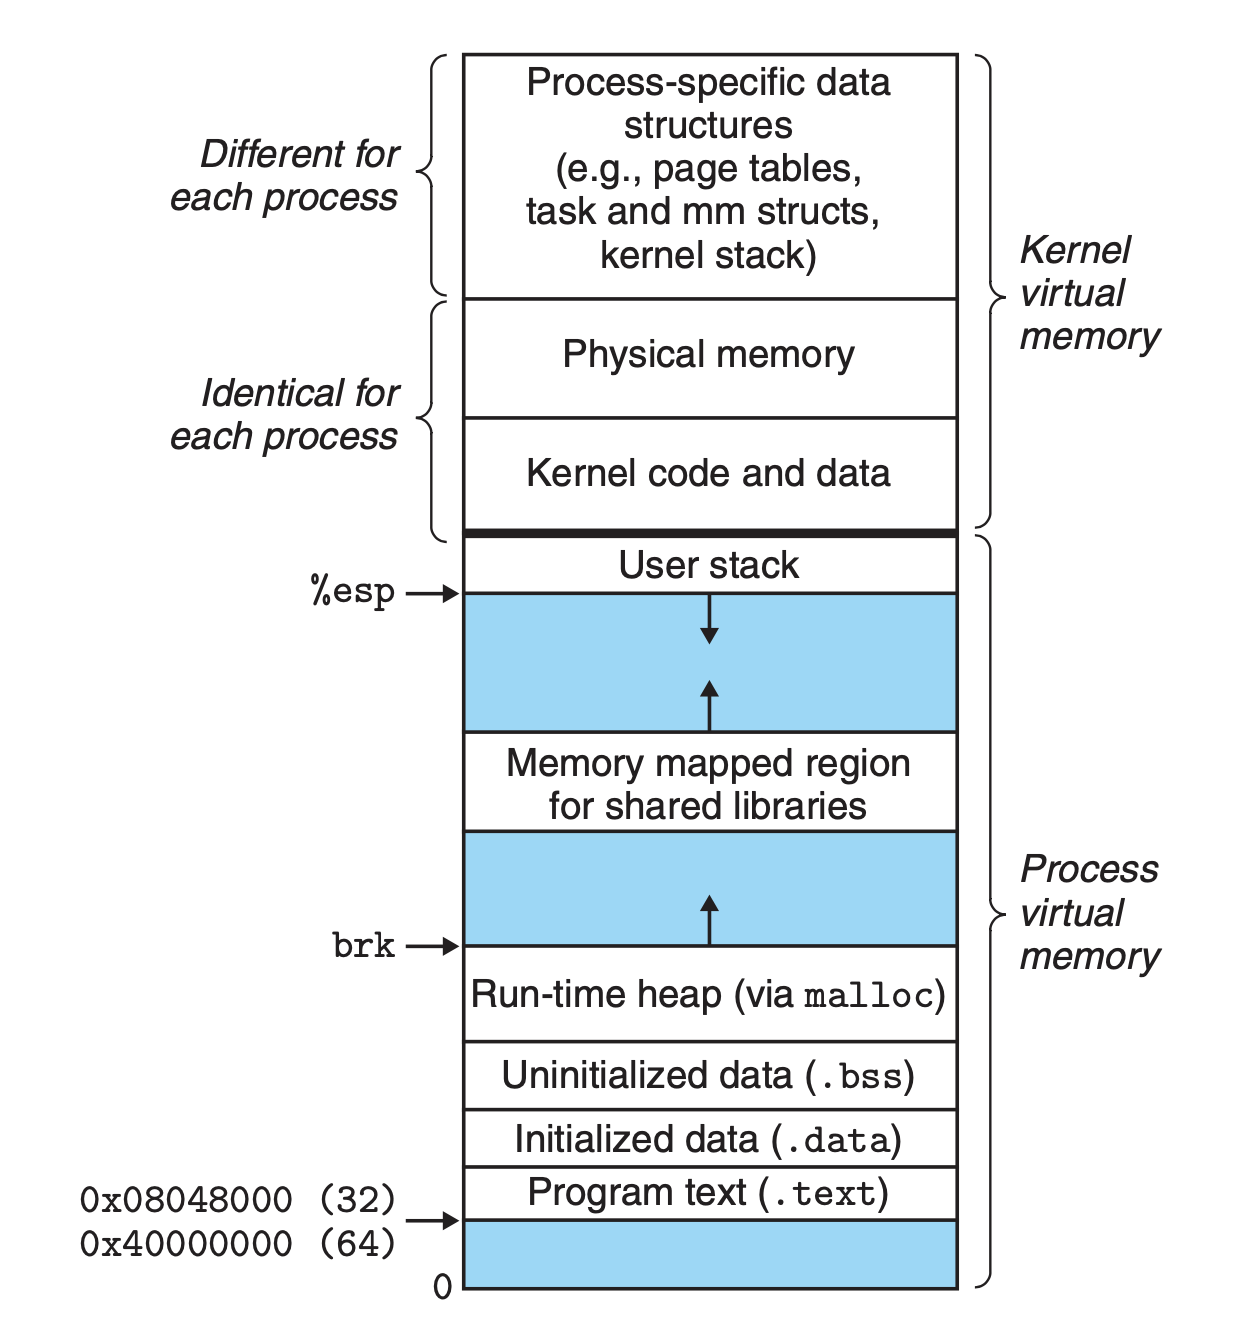 Process-specific data
structures
(e.g., page tables,
task and mm structs,
kernel stack)
Different for
each process
Physical memory
Kernel
virtual
memory
Identical for
each process
Kernel code and data
User stack
%esp
Memory mapped region
for shared libraries
Process
virtual
memory
brk
Run-time heap (via malloc)
Uninitialized data (.bss)
Initialized data (.data)
Program text (.text)
0x08048000 (32)
0x40000000 (64)
0